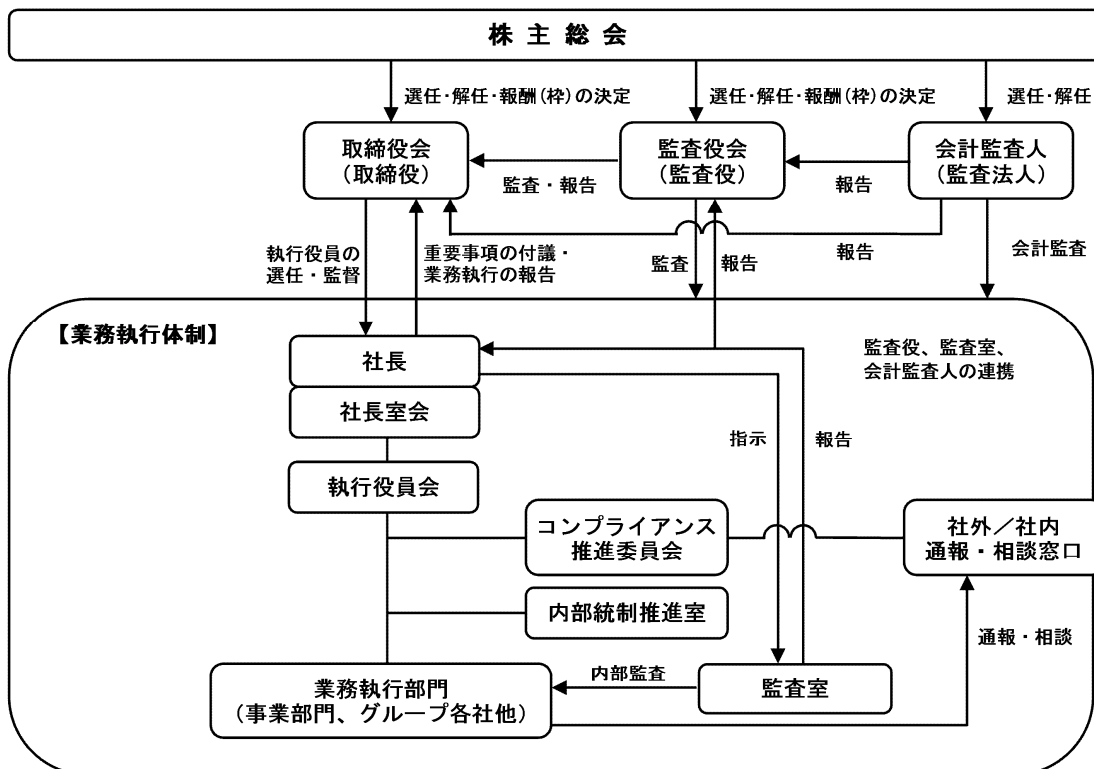 株主総会
選任・解任・報酬(枠)の決定
選任・解任・報酬(枠)の決定
選任・解任
取締役会
(取締役)
監査役会
(監査役)
会計監査人
(監査法人)
監査・報告
報告
執行役員の
選任・監督
重要事項の付議・
業務執行の報告
監査
報告
報告
会計監査
【業務執行体制】
社長
監査役、監査室、
会計監査人の連携
社長室会
指示
報告
執行役員会
コンプライアンス
推進委員会
社外/社内
通報・相談窓口
内部統制推進室
通報・相談
業務執行部門
(事業部門、グループ各社他)
内部監査
監査室